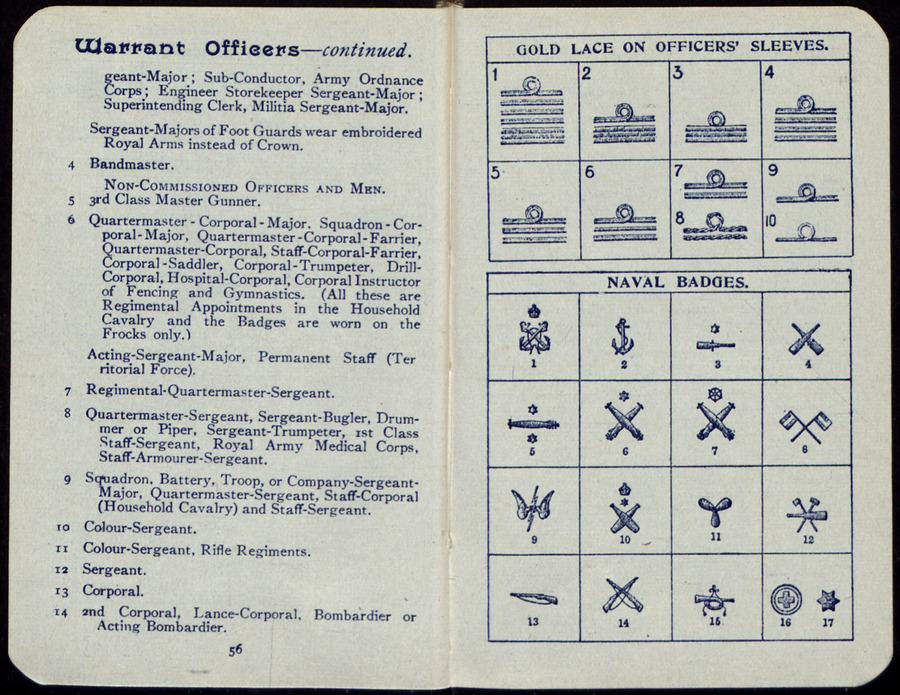 Warrant Officers—continued.
geant-Major; Sub-Conductor, Army Ordnance
Corps; Engineer Storekeeper Sergeant-Major;
Superintending Clerk, Militia Sergeant-Major.
Sergeant-Majors of Foot Guards wear embroidered
Royal Arms instead of Crown.
4 Bandmaster.
Non-Commissioned Officers and Men.
5 3rd Class Master Gunner.
6 Quartermaster-Corporal-Major, Squadron-Cor-
poral-Major, Quartermaster-Corporal-Farrier,
Quartermaster-Corporal, Staff-Corporal-Farrier,
Corporal-Saddler, Corporal-Trumpeter, Drill-
Corporal, Hospital-Corporal, Corporal Instructor
of Fencing and Gymnastics. (All these are
Regimental Appointments in the Household
Cavalry and the Badges are worn on the
Frocks only.)
Acting-Sergeant-Major, Permanent Staff (Ter
ritorial Force).
7 Regimental-Quartermaster-Sergeant.
8 Quartermaster-Sergeant, Sergeant-Bugler, Drum-
mer or Piper, Sergeant-Trumpeter, 1st Class
Staff-Sergeant, Royal Army Medical Corps,
Staff-Armourer-Sergeant.
9 Squadron, Battery, Troop, or Company-Sergeant-
Major, Quartermaster-Sergeant, Staff-Corporal
(Household Cavalry) and Staff-Sergeant.
10 Colour-Sergeant.
11 Colour-Sergeant, Rifle Regiments.
12 Sergeant.
13 Corporal.
14 2nd Corporal, Lance-Corporal, Bombardier or
Acting Bombardier.
56
GOLD LACE ON OFFICERS' SLEEVES.
1 2 3 4
5 6 7 9
8 10
NAVAL BADGES.
1 2 3 4
5 6 7 8
9 10 11 12
13 14 15 16 17